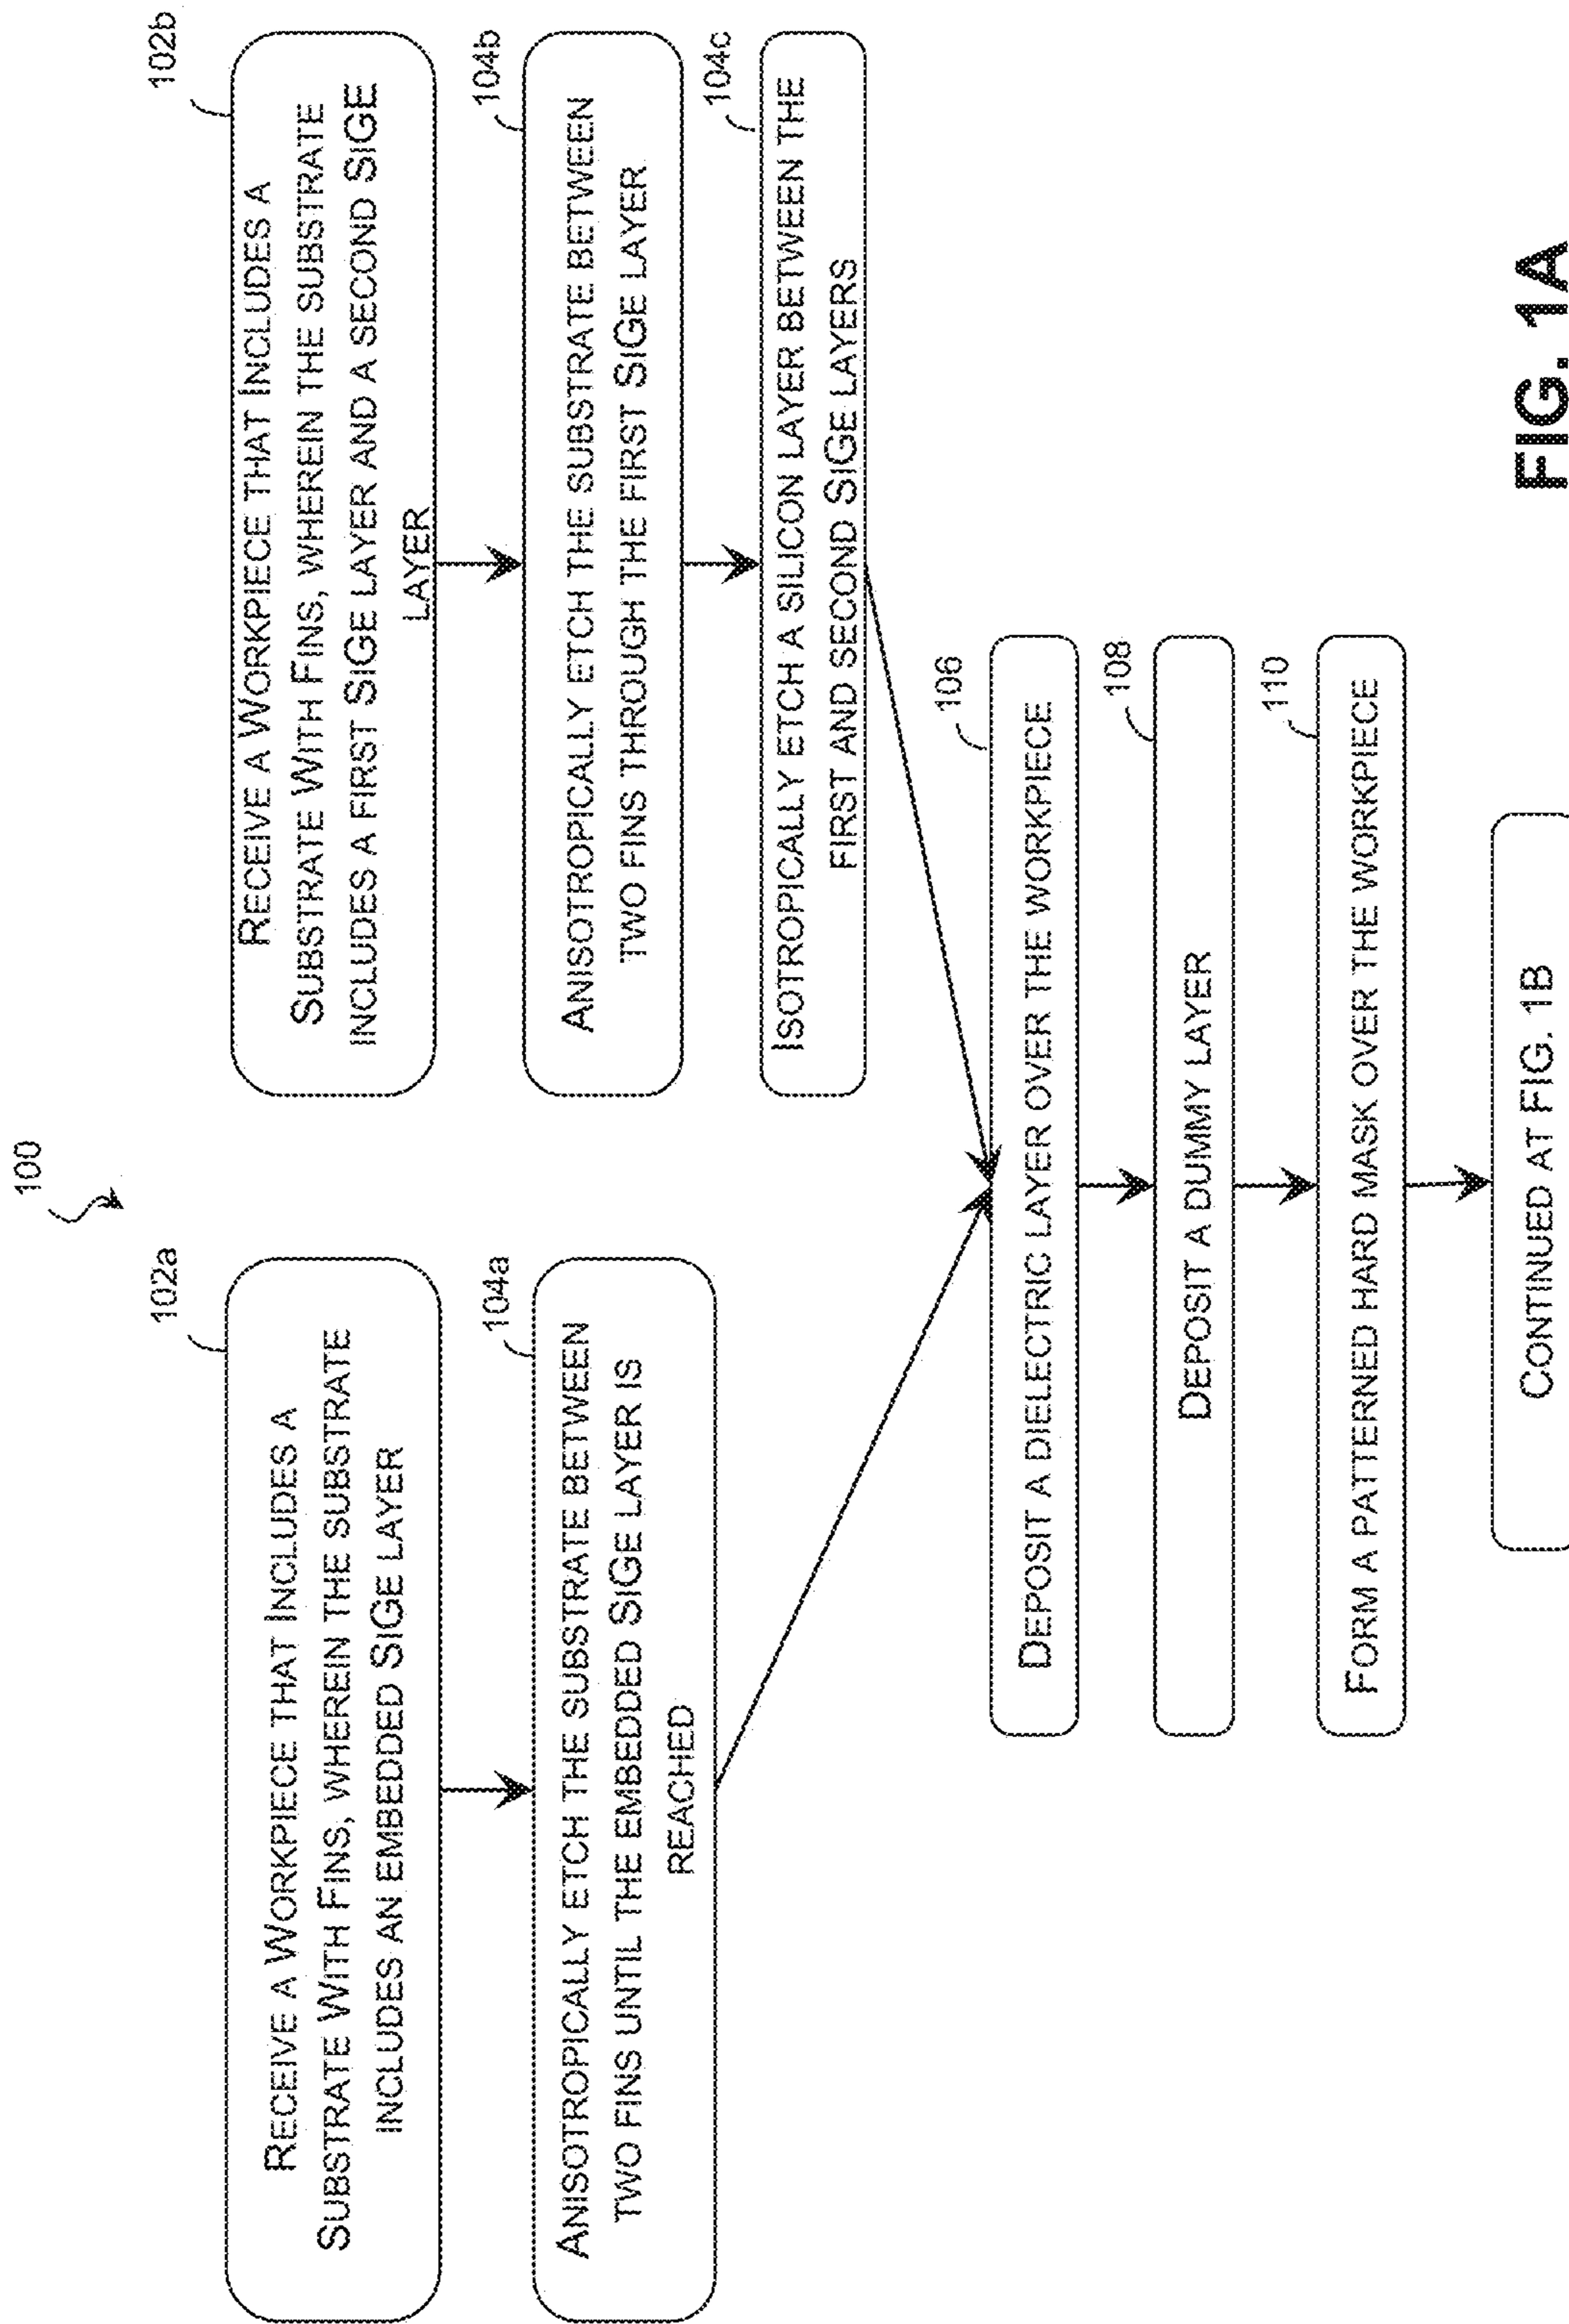 100
102a
RECEIVE A WORKPIECE THAT INCLUDES A
SUBSTRATE WITH FINS, WHEREIN THE SUBSTRATE
INCLUDES AN EMBEDDED SIGE LAYER
104a
ANISOTROPICALLY ETCH THE SUBSTRATE BETWEEN
TWO FINS UNTIL THE EMBEDDED SIGE LAYER IS
REACHED
102b
RECEIVE A WORKPIECE THAT INCLUDES A
SUBSTRATE WITH FINS, WHEREIN THE SUBSTRATE
INCLUDES A FIRST SIGE LAYER AND A SECOND SIGE
LAYER
104b
ANISOTROPICALLY ETCH THE SUBSTRATE BETWEEN
TWO FINS THROUGH THE FIRST SIGE LAYER
104c
ISOTROPICALLY ETCH A SILICON LAYER BETWEEN THE
FIRST AND SECOND SIGE LAYERS
106
DEPOSIT A DIELECTRIC LAYER OVER THE WORKPIECE
108
DEPOSIT A DUMMY LAYER
110
FORM A PATTERNED HARD MASK OVER THE WORKPIECE
CONTINUED AT FIG. 1B
FIG. 1A